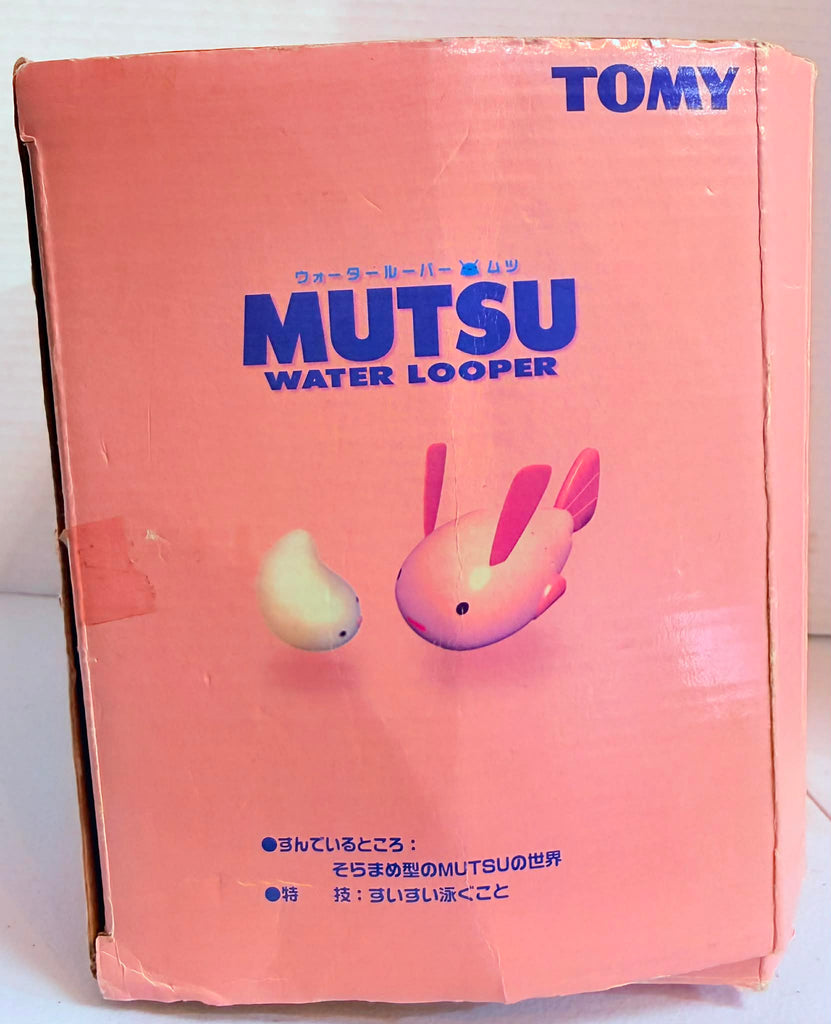 TOMY
ウォータールーパー ムツ
MUTSU
WATER LOOPER
●すんでいるところ：
そらまめ型のMUTSUの世界
●特　技：すいすい泳ぐこと